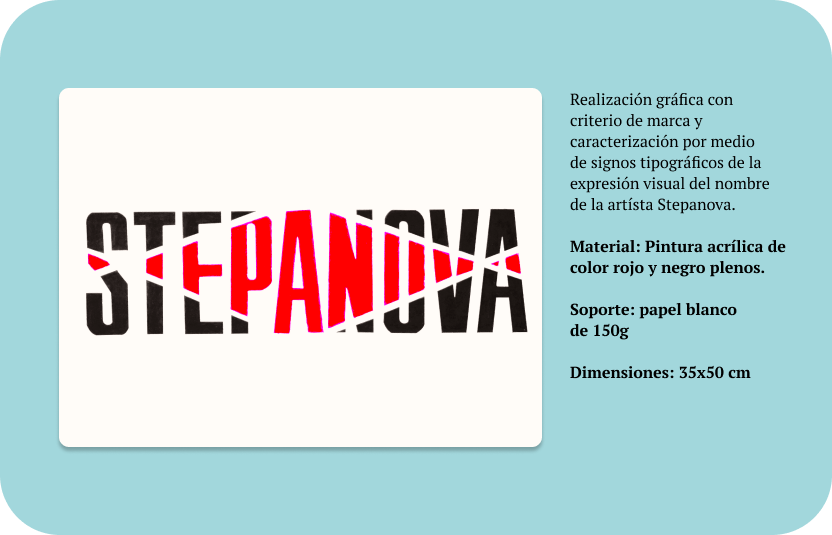 STEPANOVA
Realización gráfica con
criterio de marca y
caracterización por medio
de signos tipográficos de la
expresión visual del nombre
de la artísta Stepanova.
Material: Pintura acrílica de
color rojo y negro plenos.
Soporte: papel blanco
de 150g
Dimensiones: 35x50 cm